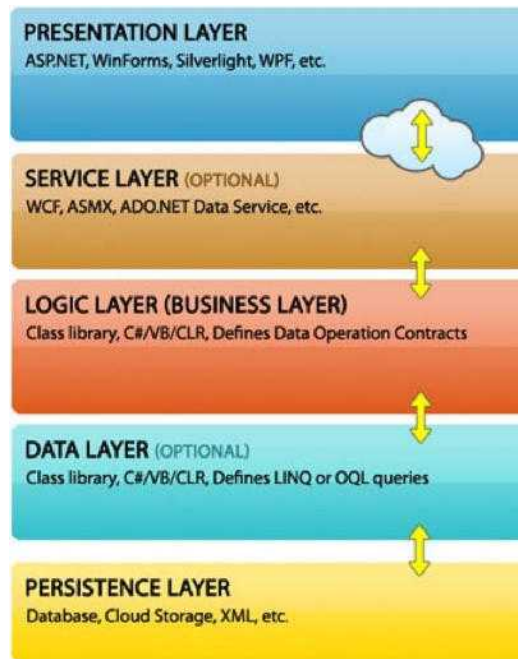 PRESENTATION LAYER
ASP.NET, WinForms, Silverlight, WPF, etc.
SERVICE LAYER (OPTIONAL)
WCF, ASMX, ADO.NET Data Service, etc.
LOGIC LAYER (BUSINESS LAYER)
Class library, C#/VB/CLR, Defines Data Operation Contracts
DATA LAYER (OPTIONAL)
Class library, C#/VB/CLR, Defines LINQ or OQL queries
PERSISTENCE LAYER
Database, Cloud Storage, XML, etc.